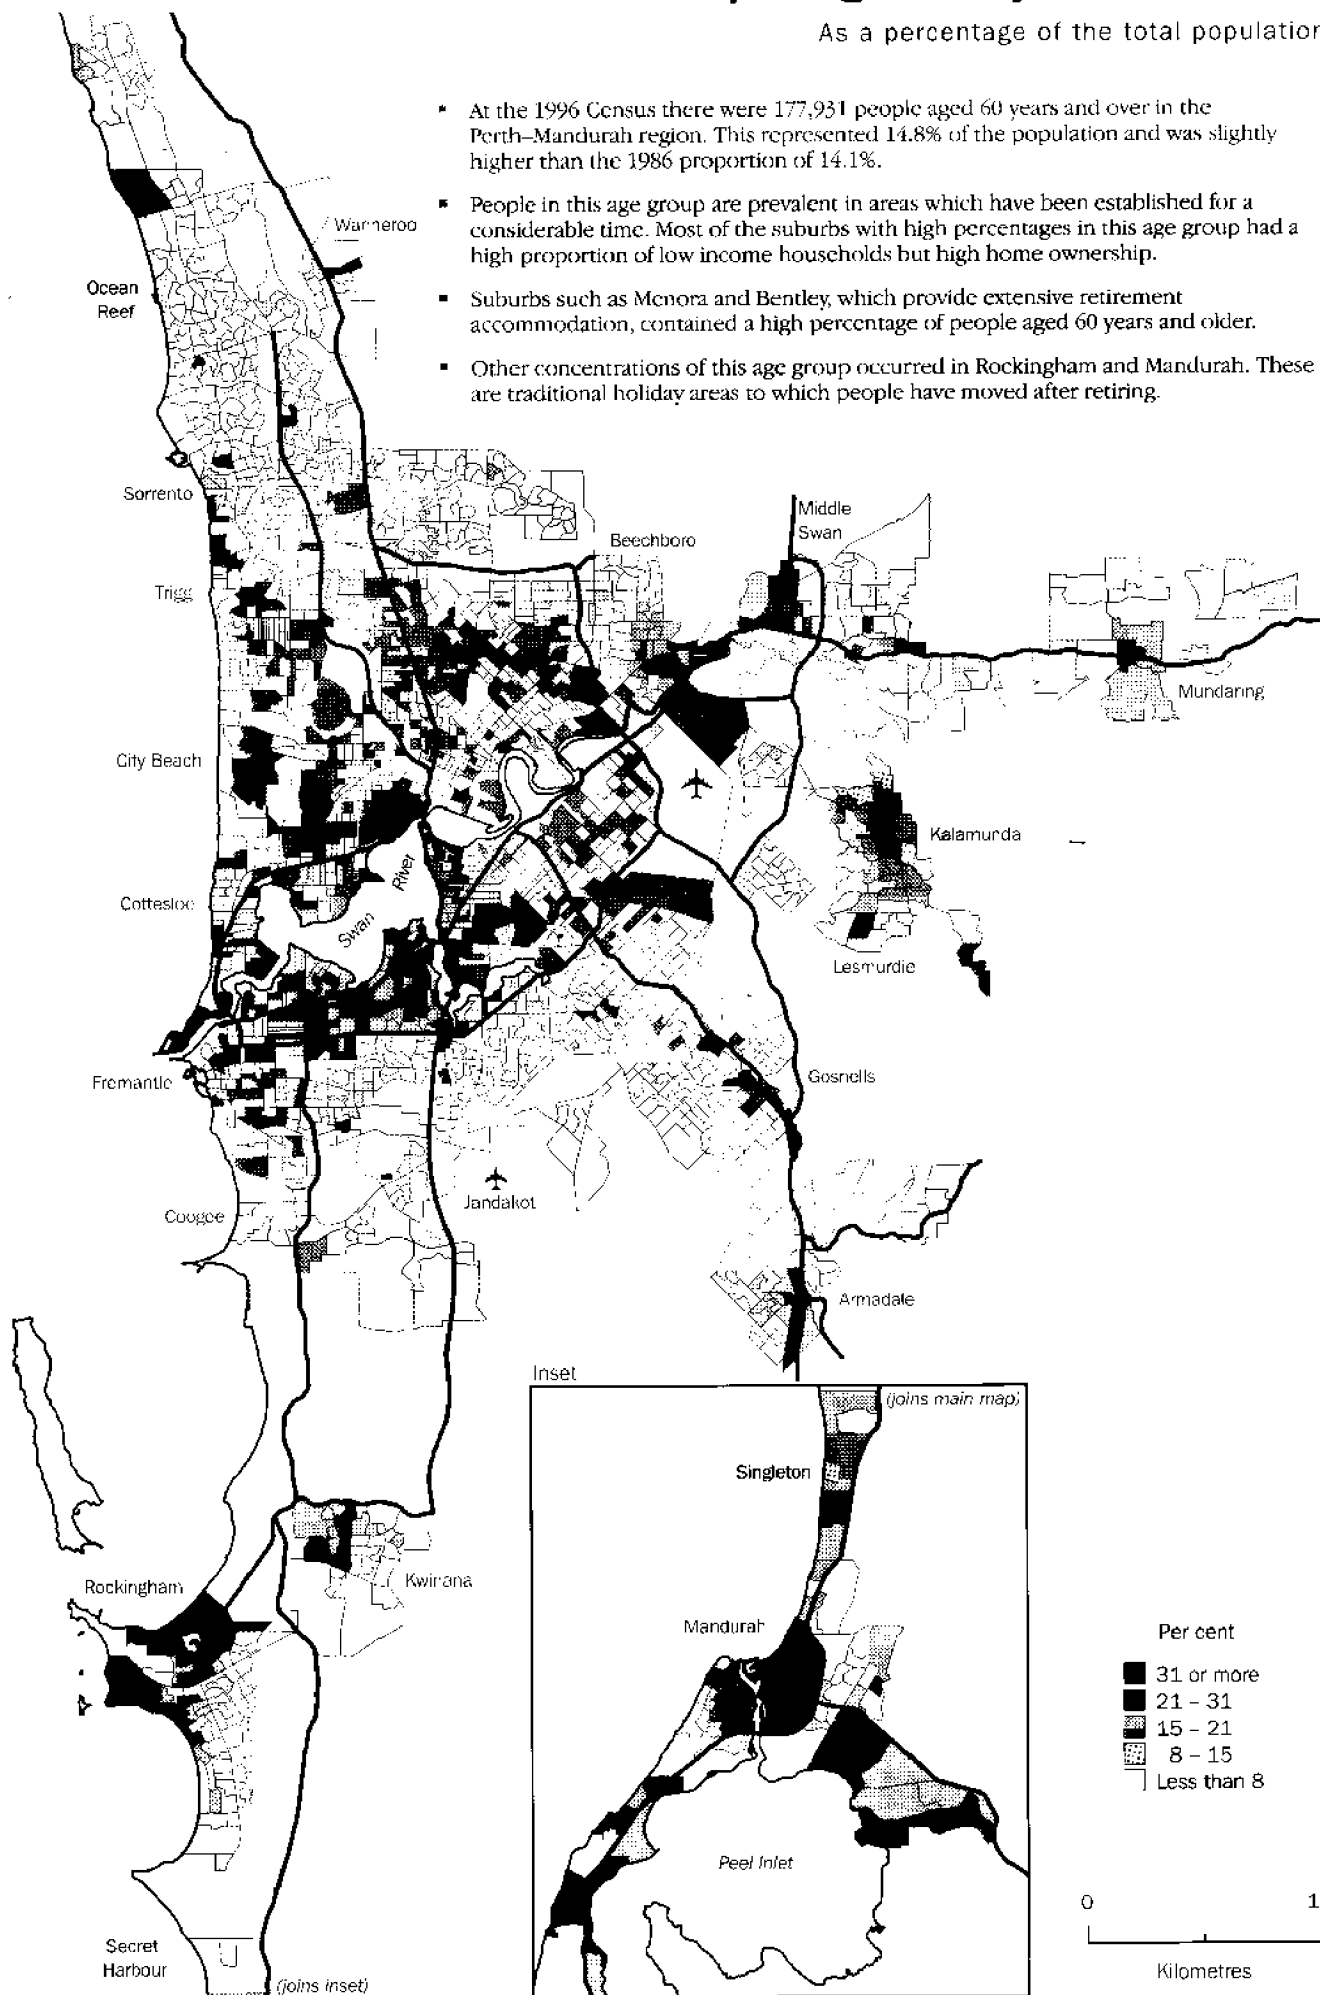 As a percentage of the total population
▪ At the 1996 Census there were 177,931 people aged 60 years and over in the
Perth–Mandurah region. This represented 14.8% of the population and was slightly
higher than the 1986 proportion of 14.1%.
▪ People in this age group are prevalent in areas which have been established for a
considerable time. Most of the suburbs with high percentages in this age group had a
high proportion of low income households but high home ownership.
▪ Suburbs such as Menora and Bentley, which provide extensive retirement
accommodation, contained a high percentage of people aged 60 years and older.
▪ Other concentrations of this age group occurred in Rockingham and Mandurah. These
are traditional holiday areas to which people have moved after retiring.
Wanneroo
Ocean
Reef
Sorrento
Middle
Swan
Beechboro
Trigg
Mundaring
City Beach
Kalamunda
River
Swan
Cottesloe
Lesmurdie
Fremantle
Gosnells
Jandakot
Coogee
Armadale
Inset
(joins main map)
Singleton
Kwinana
Rockingham
Mandurah
Per cent
31 or more
21 – 31
15 – 21
8 – 15
Less than 8
Peel Inlet
0 1
Kilometres
Secret
Harbour
(joins inset)